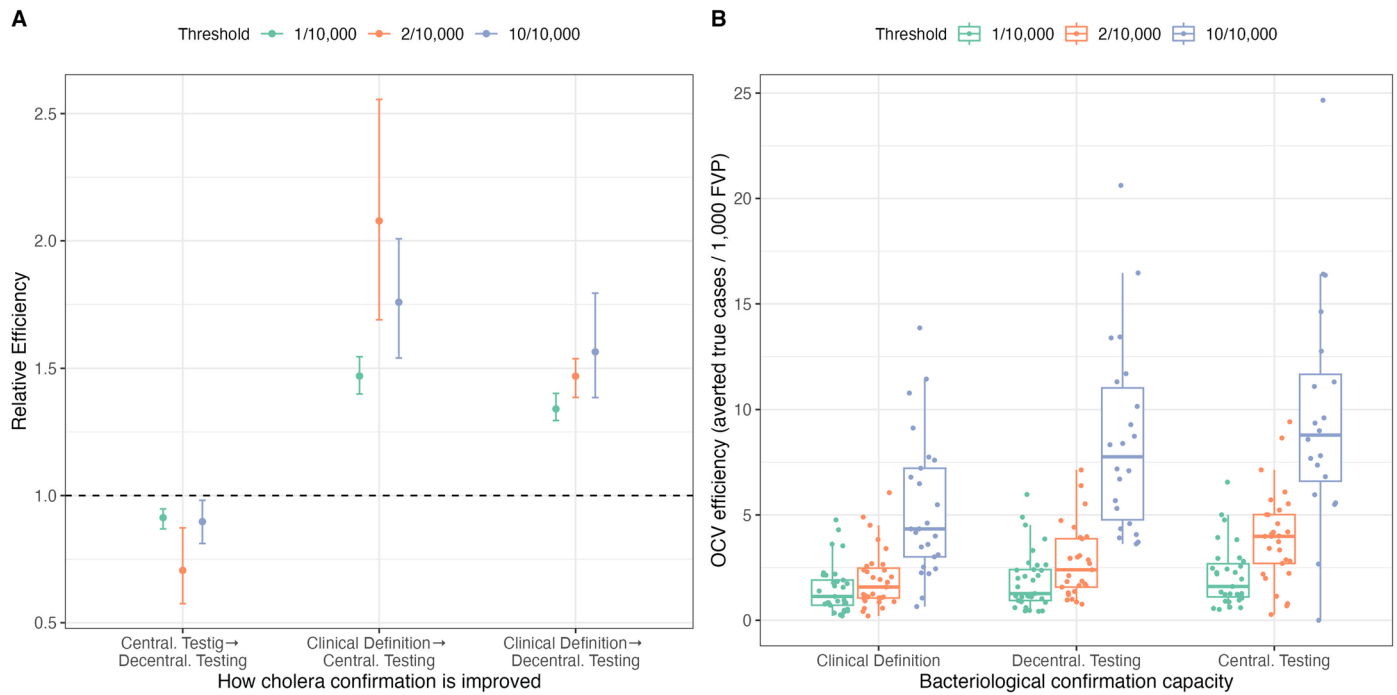 A
Threshold 1/10,000 2/10,000 10/10,000
2.5
2.0
1.5
1.0
0.5
Relative Efficiency
Central. Testig→
Decentral. Testing
Clinical Definition→
Central. Testing
Clinical Definition→
Decentral. Testing
How cholera confirmation is improved
B
Threshold 1/10,000 2/10,000 10/10,000
25
20
15
10
5
0
OCV efficiency (averted true cases / 1,000 FVP)
Clinical Definition
Decentral. Testing
Central. Testing
Bacteriological confirmation capacity